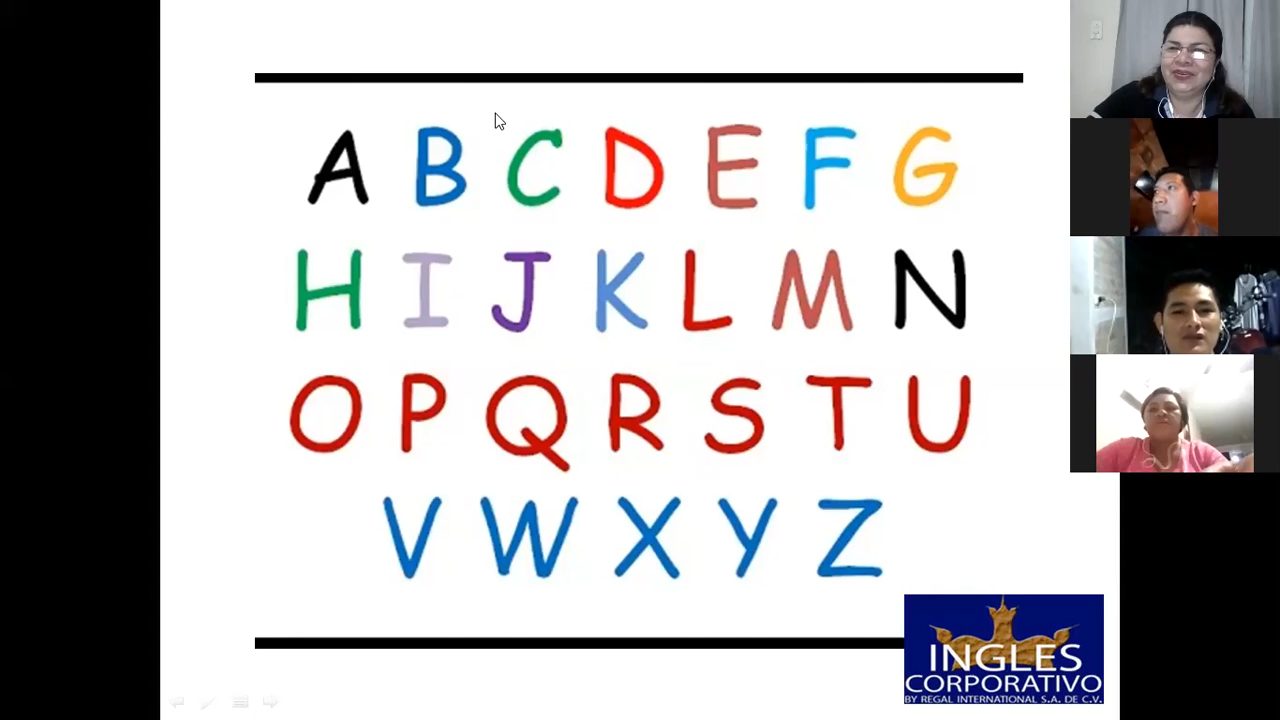 A B C D E F G
H I J K L M N
O P Q R S T U
V W X Y Z
INGLES
CORPORATIVO
BY REGAL INTERNATIONAL S.A. DE C.V.